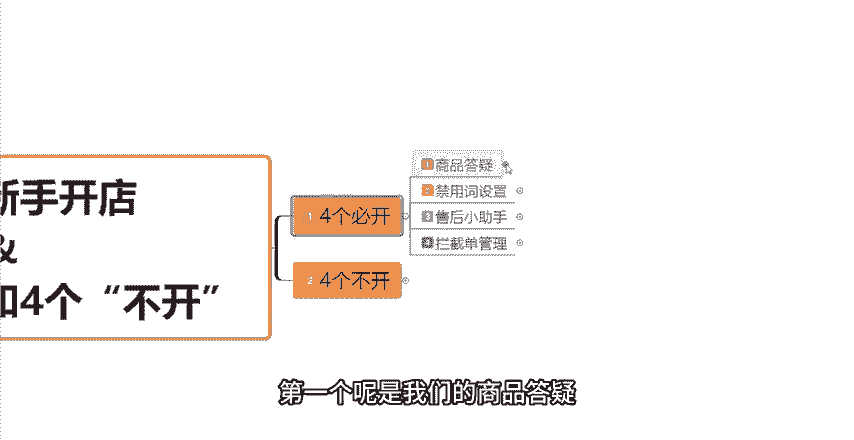 新手开店
&
和4个“不开”
1 4个必开
1 商品答疑
2 禁用词设置
3 售后小助手
4 拦截单管理
2 4个不开
第一个呢是我们的商品答疑